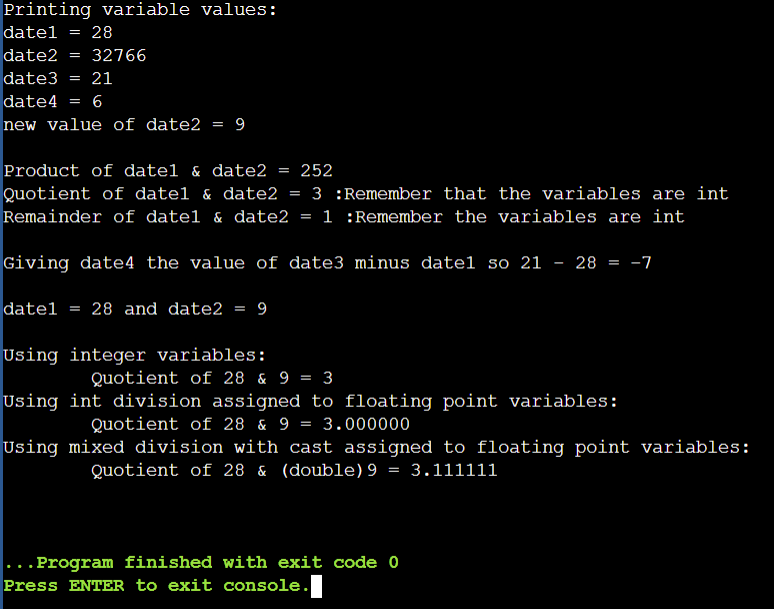 Printing variable values:
date1 = 28
date2 = 32766
date3 = 21
date4 = 6
new value of date2 = 9
Product of date1 & date2 = 252
Quotient of date1 & date2 = 3 :Remember that the variables are int
Remainder of date1 & date2 = 1 :Remember the variables are int
Giving date4 the value of date3 minus date1 so 21 - 28 = -7
date1 = 28 and date2 = 9
Using integer variables:
Quotient of 28 & 9 = 3
Using int division assigned to floating point variables:
Quotient of 28 & 9 = 3.000000
Using mixed division with cast assigned to floating point variables:
Quotient of 28 & (double)9 = 3.111111
...Program finished with exit code 0
Press ENTER to exit console.